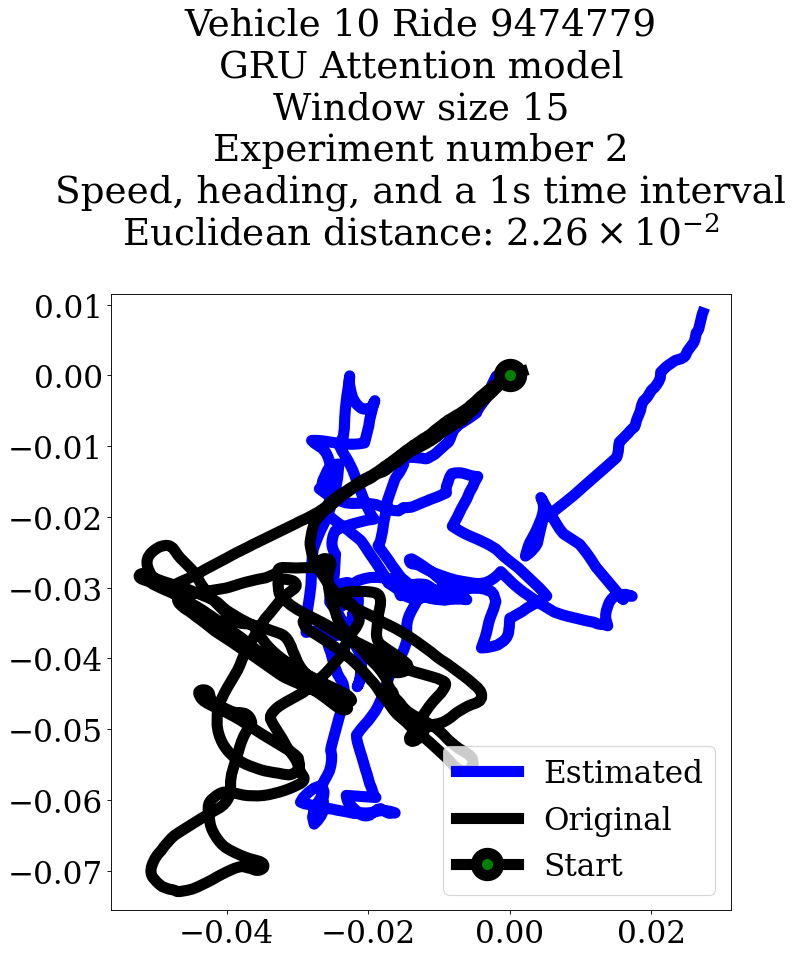 Vehicle 10 Ride 9474779
GRU Attention model
Window size 15
Experiment number 2
Speed, heading, and a 1s time interval
Euclidean distance: 2.26 × 10⁻²
0.01
0.00
−0.01
−0.02
−0.03
−0.04
−0.05
−0.06
−0.07
Estimated
Original
Start
−0.04 −0.02 0.00 0.02